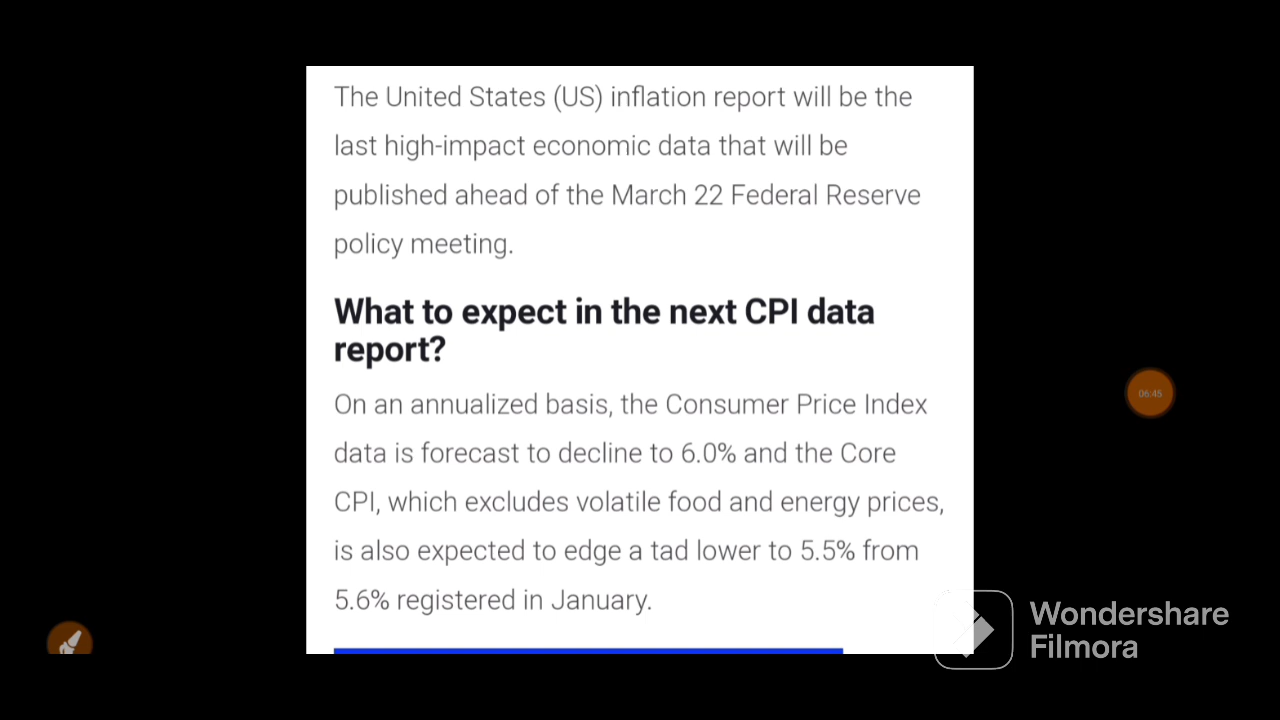 The United States (US) inflation report will be the
last high-impact economic data that will be
published ahead of the March 22 Federal Reserve
policy meeting.
What to expect in the next CPI data
report?
On an annualized basis, the Consumer Price Index
data is forecast to decline to 6.0% and the Core
CPI, which excludes volatile food and energy prices,
is also expected to edge a tad lower to 5.5% from
5.6% registered in January.
06:45
Wondershare
Filmora